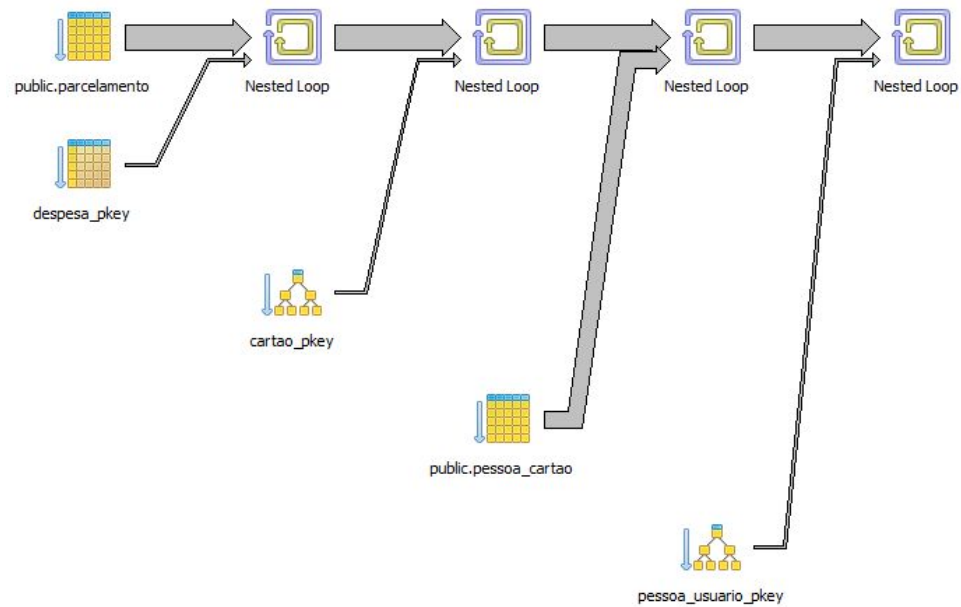 public.parcelamento
Nested Loop
Nested Loop
Nested Loop
Nested Loop
despesa_pkey
cartao_pkey
public.pessoa_cartao
pessoa_usuario_pkey